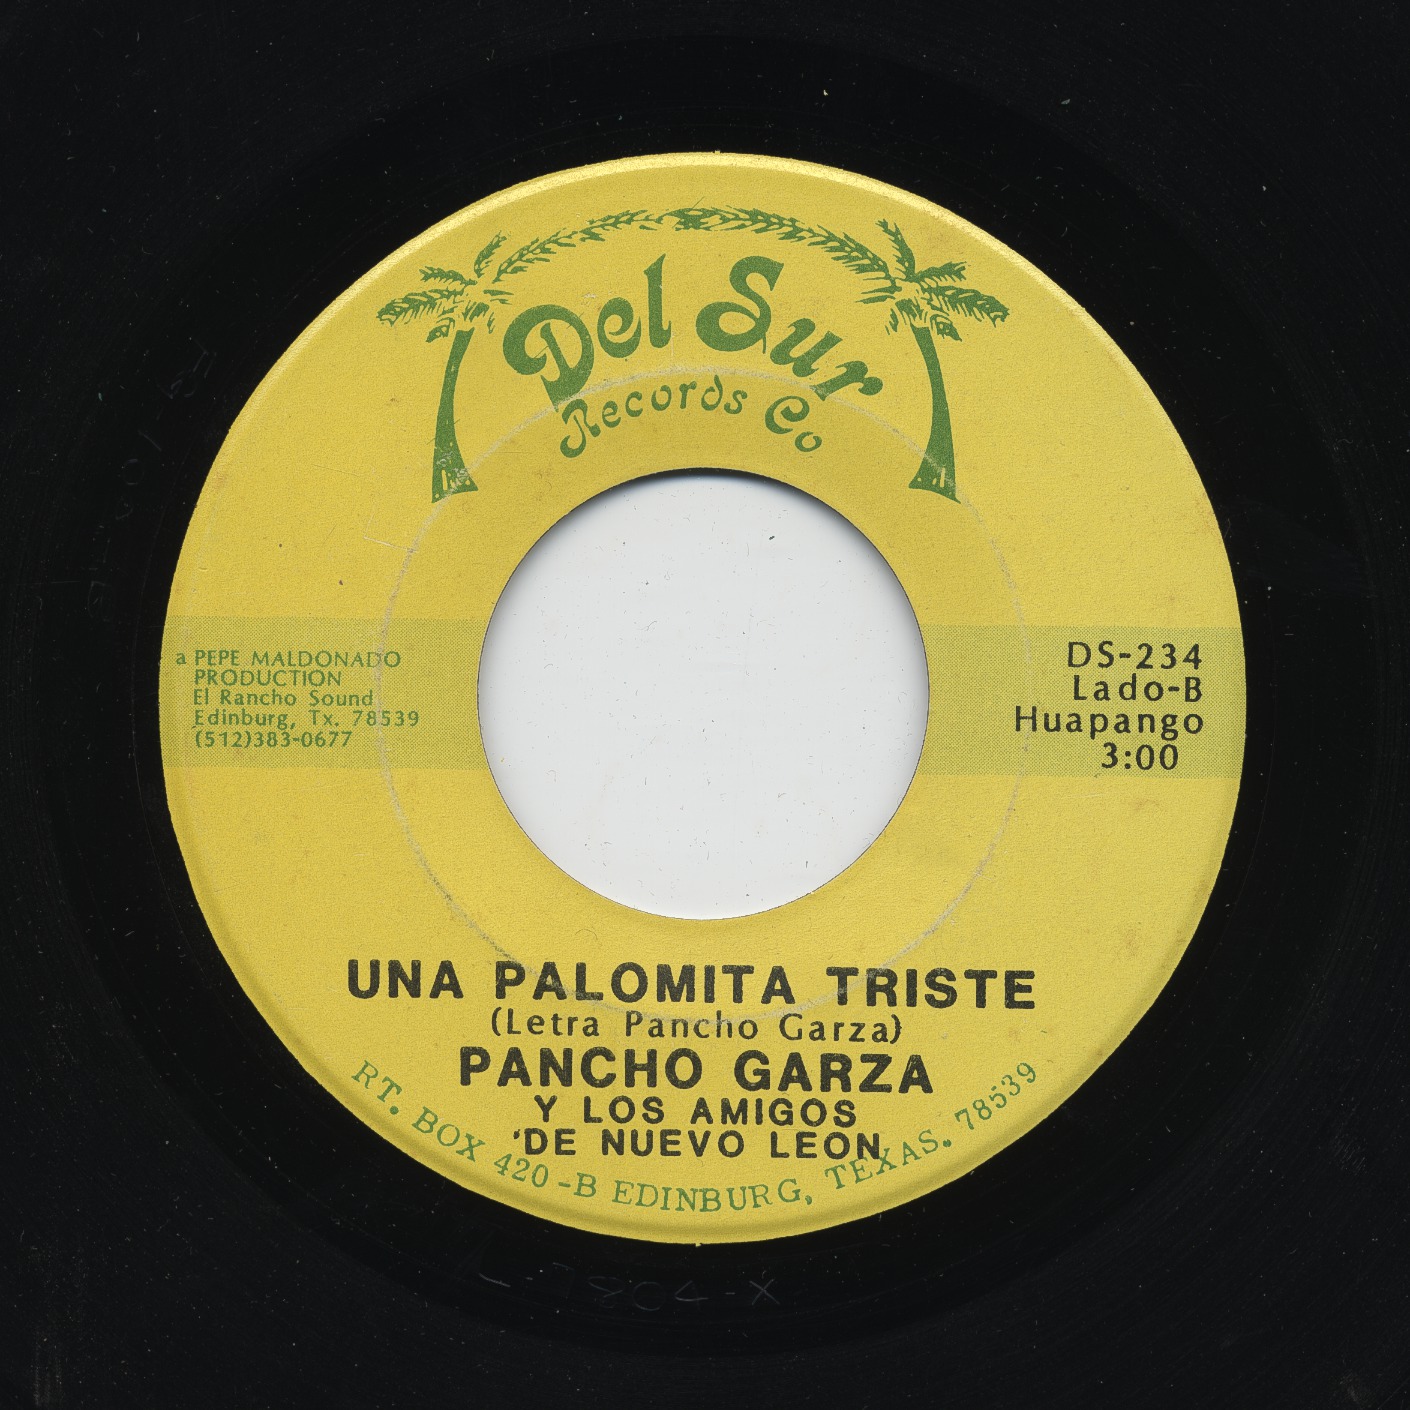 Del Sur
Records Co
a PEPE MALDONADO
PRODUCTION
El Rancho Sound
Edinburg, Tx. 78539
(512)383-0677
DS-234
Lado-B
Huapango
3:00
UNA PALOMITA TRISTE
(Letra Pancho Garza)
PANCHO GARZA
Y LOS AMIGOS
'DE NUEVO LEON
RT. BOX 420-B EDINBURG, TEXAS. 78539